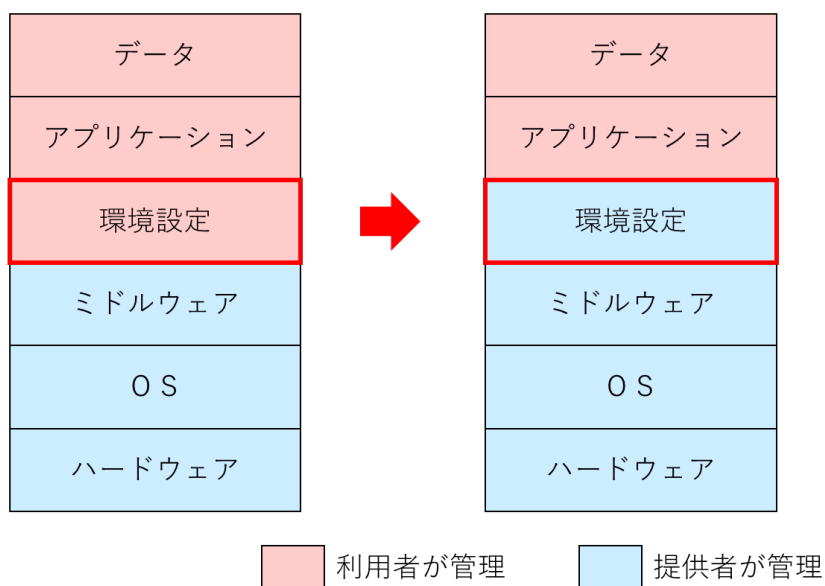 データ
アプリケーション
環境設定
ミドルウェア
ＯＳ
ハードウェア
データ
アプリケーション
環境設定
ミドルウェア
ＯＳ
ハードウェア
利用者が管理
提供者が管理